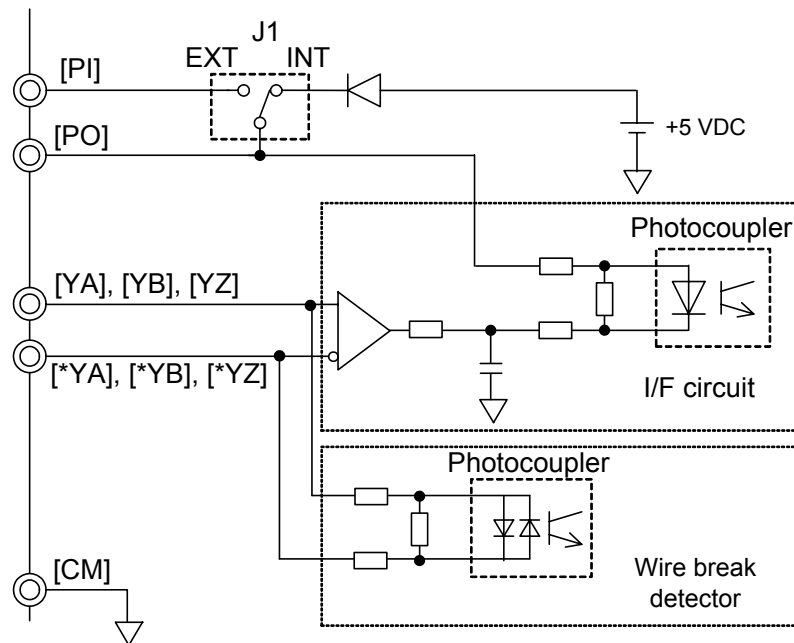 J1
EXT INT
[PI]
[PO]
+5 VDC
Photocoupler
[YA], [YB], [YZ]
[*YA], [*YB], [*YZ]
I/F circuit
Photocoupler
[CM]
Wire break
detector